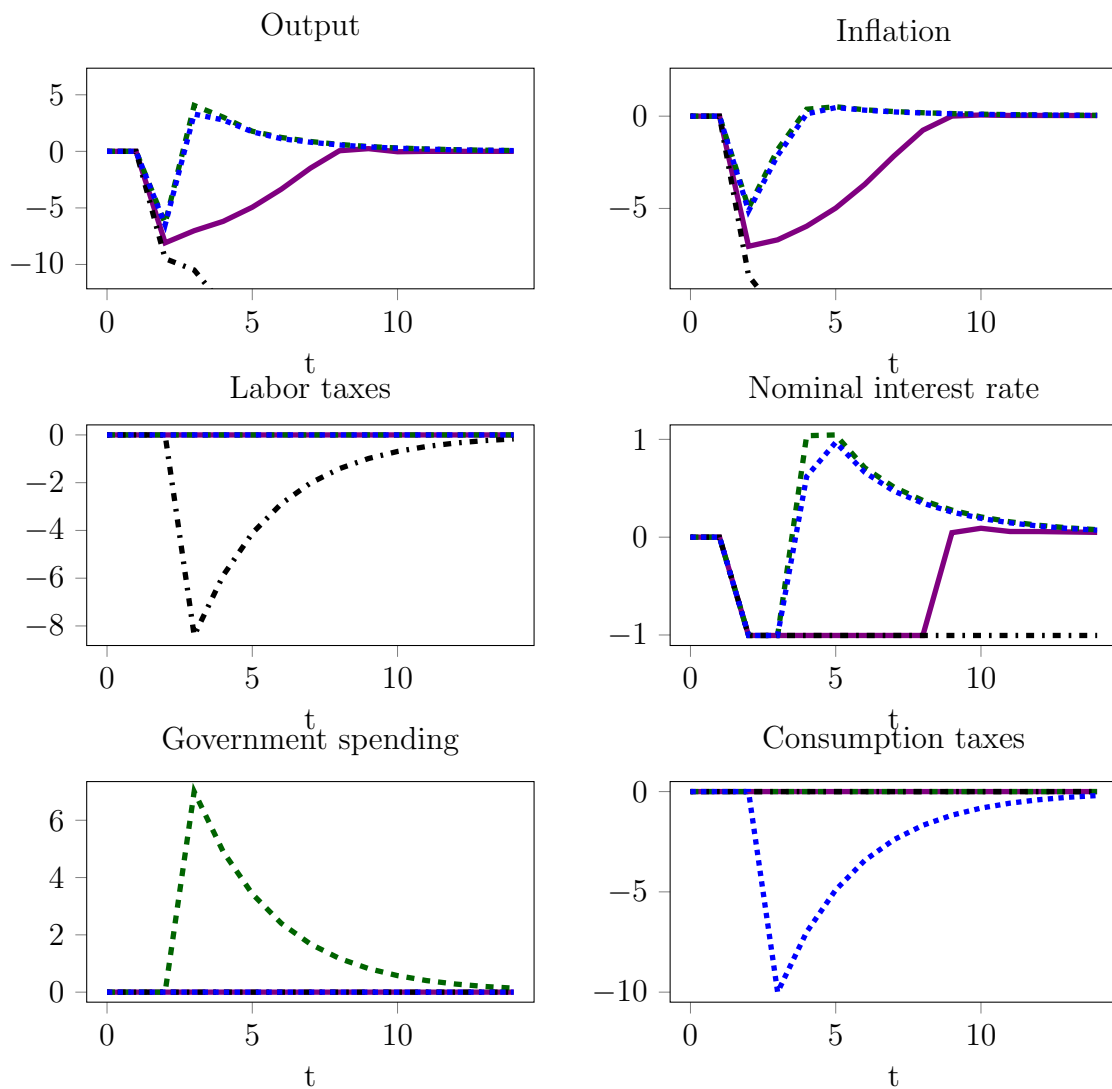 Output
5
0
−5
−10
0 5 10
t
Inflation
0
−5
0 5 10
t
Labor taxes
0
−2
−4
−6
−8
0 5 10
t
Nominal interest rate
1
0
−1
0 5 10
t
Government spending
6
4
2
0
0 5 10
t
Consumption taxes
0
−5
−10
0 5 10
t